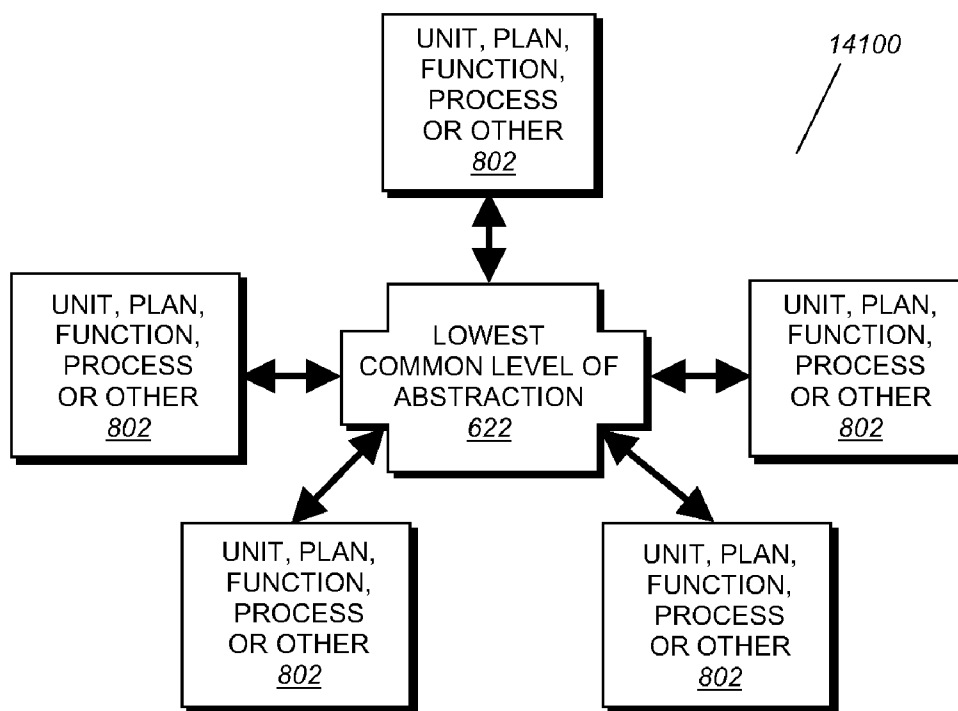 UNIT, PLAN,
FUNCTION,
PROCESS
OR OTHER
802
14100
UNIT, PLAN,
FUNCTION,
PROCESS
OR OTHER
802
LOWEST
COMMON LEVEL OF
ABSTRACTION
622
UNIT, PLAN,
FUNCTION,
PROCESS
OR OTHER
802
UNIT, PLAN,
FUNCTION,
PROCESS
OR OTHER
802
UNIT, PLAN,
FUNCTION,
PROCESS
OR OTHER
802